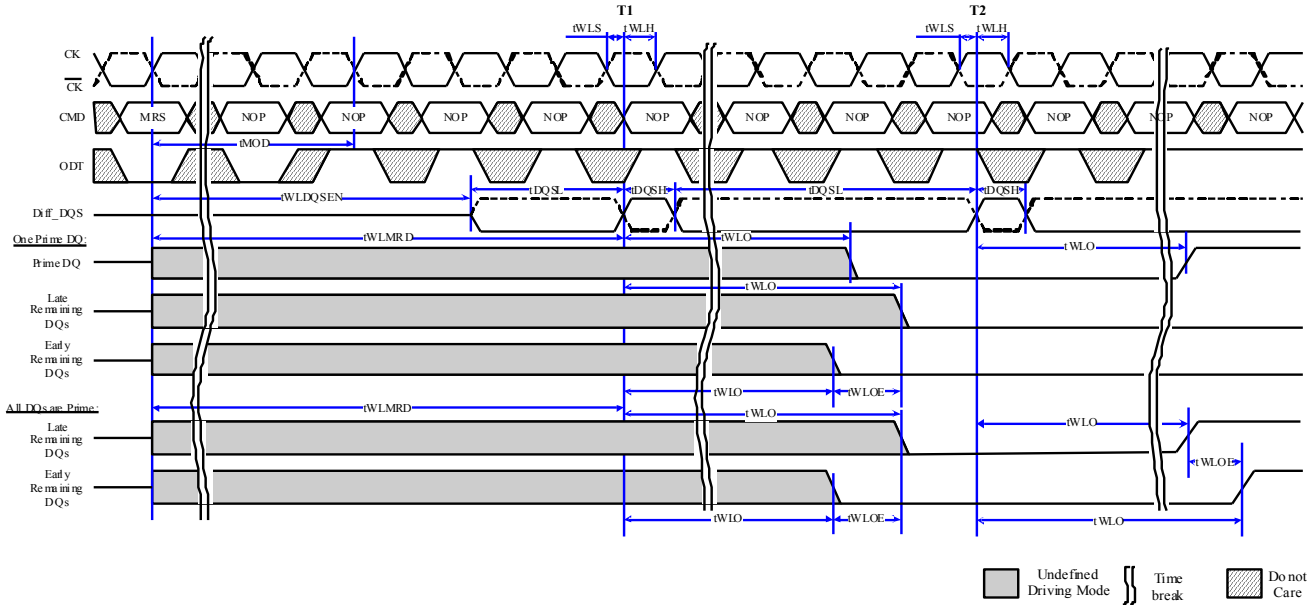 T1 T2
tWLS tWLH tWLS tWLH
CK
CK
CMD MRS NOP NOP NOP NOP NOP NOP NOP NOP NOP NOP
tMOD
ODT
tDQSL tDQSH tDQSL tDQSH
tWLDQSEN
Diff_DQS
One Prime DQ:
tWLMRD tWLO tWLO
Prime DQ
tWLO
Late
Remaining
DQs
Early
Remaining
DQs
tWLO tWLOE
All DQs are Prime:
tWLMRD tWLO
tWLO
Late
Remaining
DQs
tWLOE
Early
Remaining
DQs
tWLO tWLOE tWLO
Undefined
Driving Mode
Time
break
Do not
Care